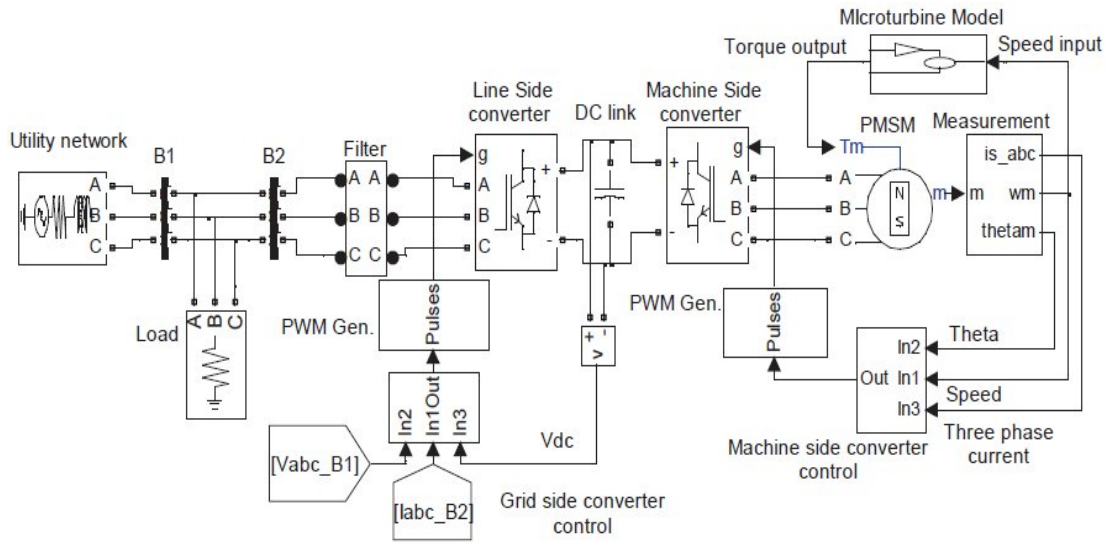 MIcroturbine Model
Torque output
Speed input
Line Side
converter
DC link
Machine Side
converter
PMSM
Measurement
Utility network
B1
B2
Filter
g
g
Tm
is_abc
A
A A
A
+
+
A
A
N
m
m
wm
B
B B
B
B
B
S
C
C C
C
-
-
C
C
thetam
A
B
C
Load
PWM Gen.
Pulses
v
+
-
PWM Gen.
Pulses
Theta
In2
Out
In1
In3
Speed
Three phase
current
Machine side converter
control
In2
In1
Out
In3
Vdc
[Vabc_B1]
[Iabc_B2]
Grid side converter
control